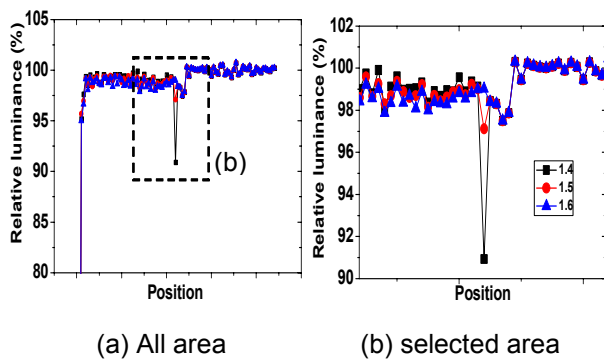 Relative luminance (%)
100
95
90
85
80
(b)
Position
(a) All area
Relative luminance (%)
102
100
98
96
94
92
90
1.4
1.5
1.6
Position
(b) selected area